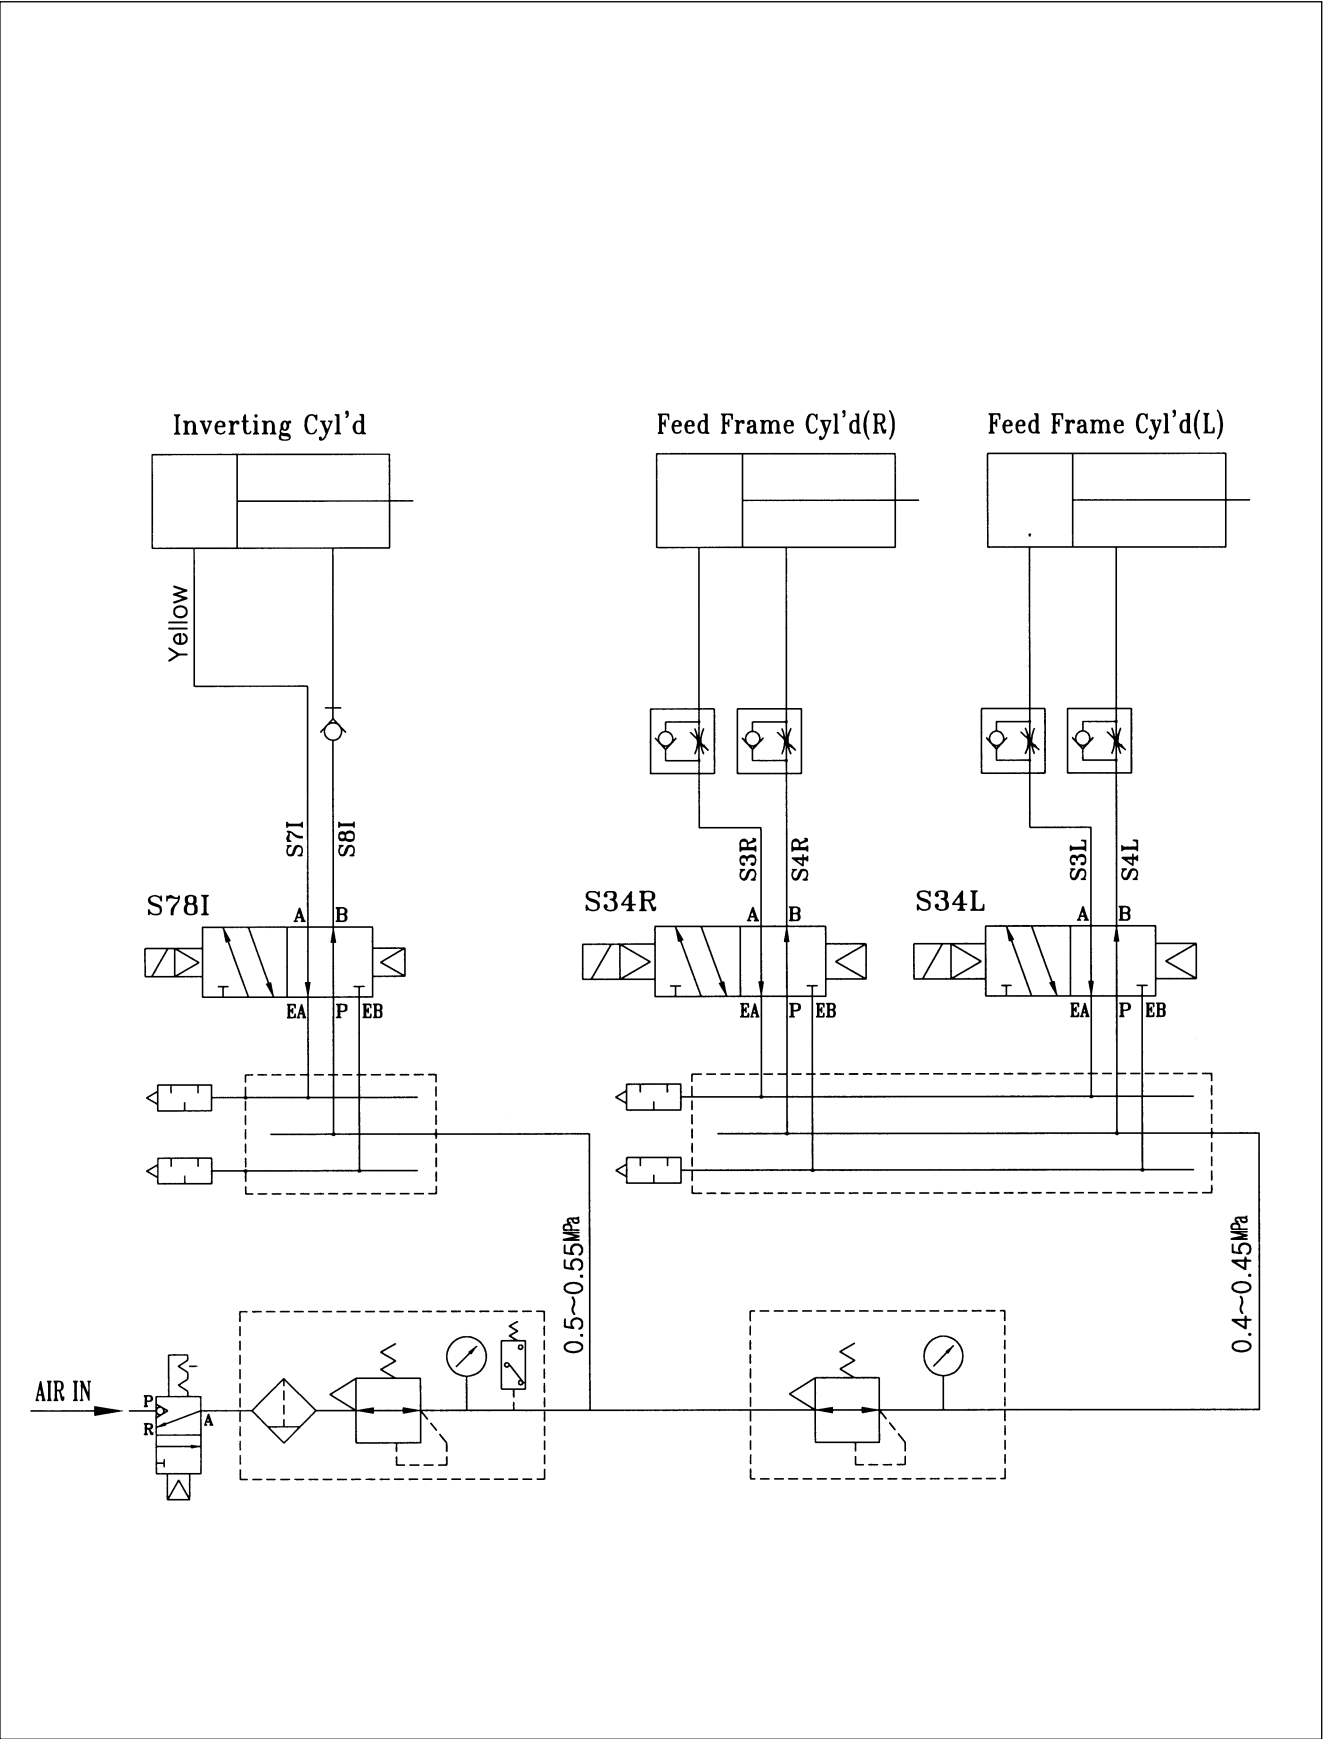 Inverting Cyl'd
Feed Frame Cyl'd(R)
Feed Frame Cyl'd(L)
Yellow
S7I
S8I
S3R
S4R
S3L
S4L
S78I
A
B
S34R
A
B
S34L
A
B
EA
P
EB
EA
P
EB
EA
P
EB
0.5~0.55MPa
0.4~0.45MPa
AIR IN
P
R
A